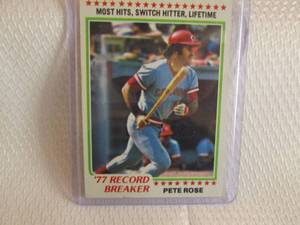 MOST HITS, SWITCH HITTER, LIFETIME
'77 RECORD
BREAKER
PETE ROSE